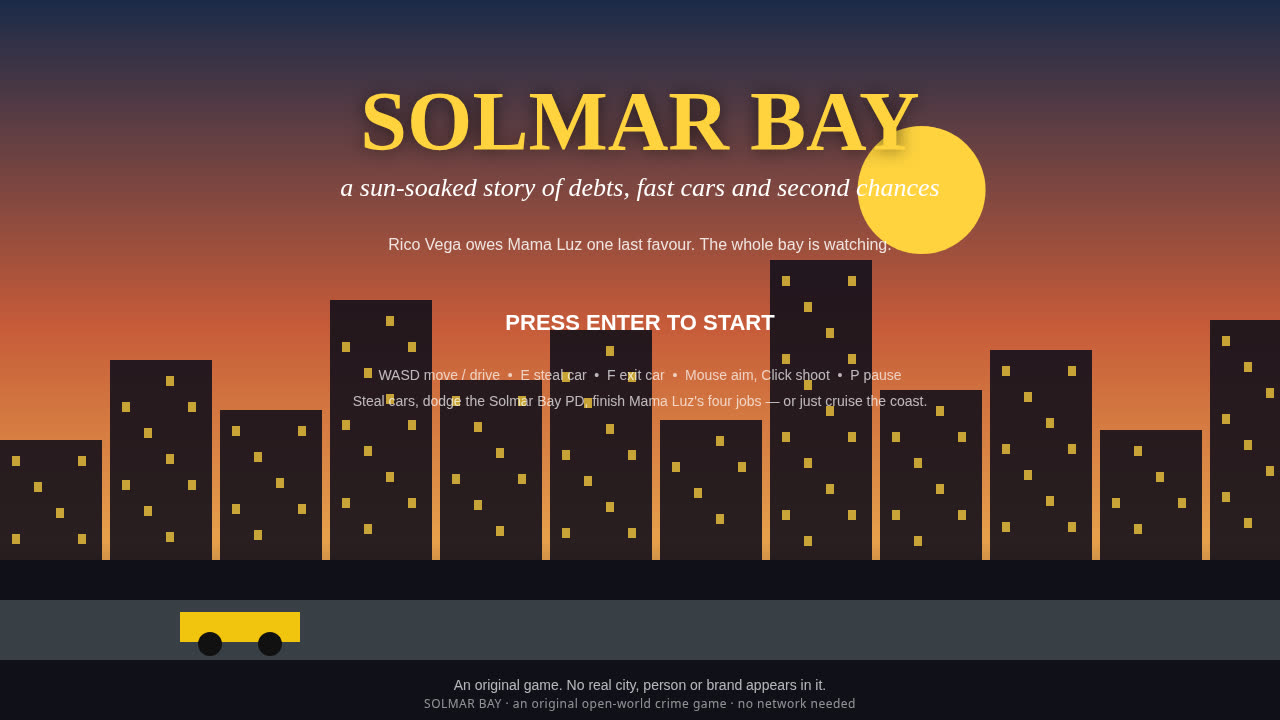 SOLMAR BAY
a sun-soaked story of debts, fast cars and second chances
Rico Vega owes Mama Luz one last favour. The whole bay is watching.
PRESS ENTER TO START
WASD move / drive • E steal car • F exit car • Mouse aim, Click shoot • P pause
Steal cars, dodge the Solmar Bay PD, finish Mama Luz's four jobs — or just cruise the coast.
An original game. No real city, person or brand appears in it.
SOLMAR BAY · an original open-world crime game · no network needed